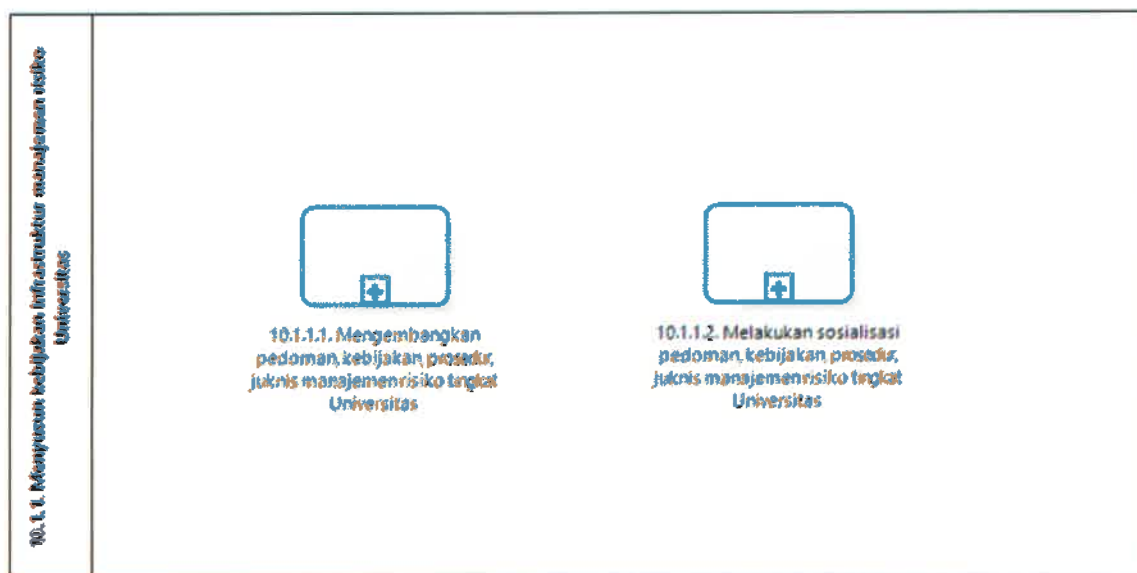 10.1.1. Menyusun kebijakan infrastruktur manajaman risiko
Universitas
10.1.1.1. Mengembangkan
pedoman, kebijakan prosedur,
juknis manajemen risiko tingkat
Universitas
10.1.1.2. Melakukan sosialisasi
pedoman, kebijakan prosedur,
juknis manajemen risiko tingkat
Universitas